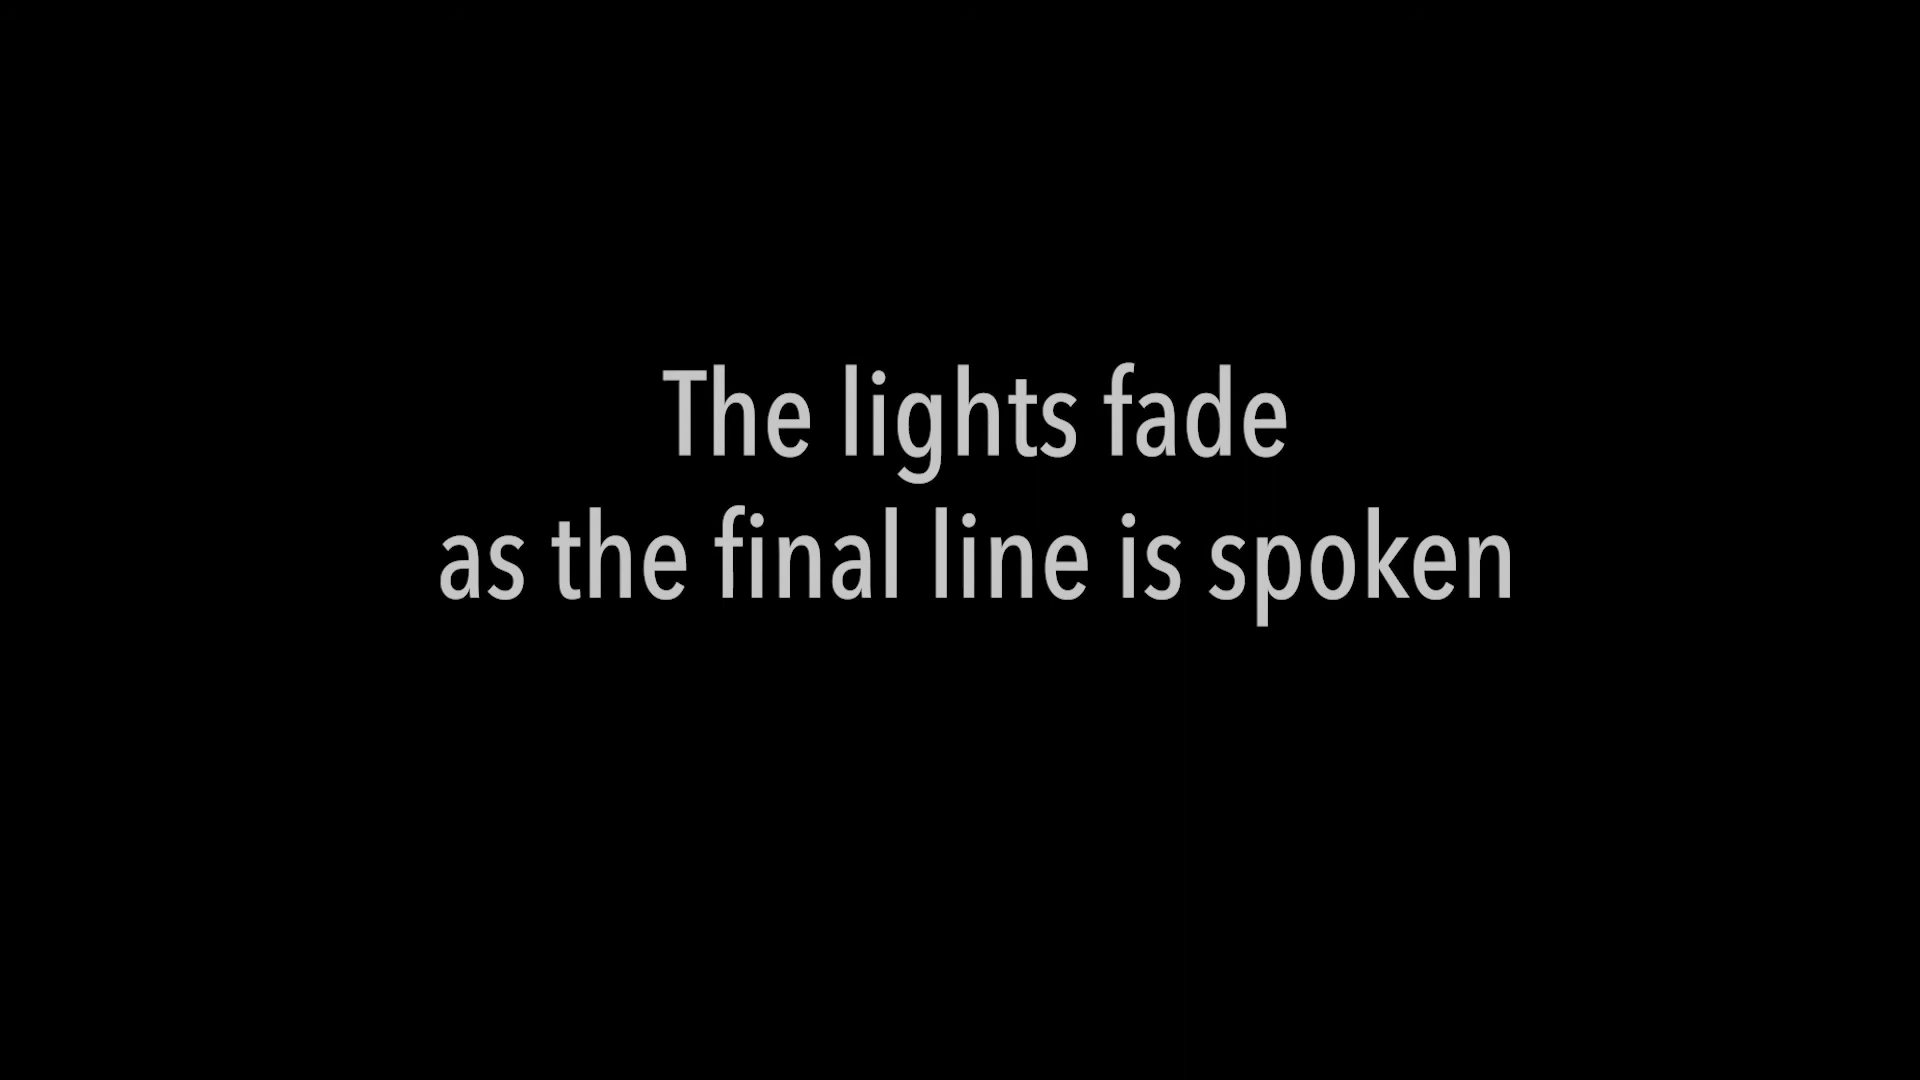 The lights fade
as the final line is spoken